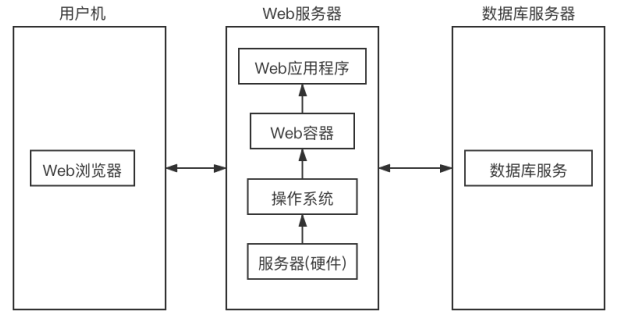 用户机
Web服务器
数据库服务器
Web应用程序
Web容器
Web浏览器
数据库服务
操作系统
服务器(硬件)